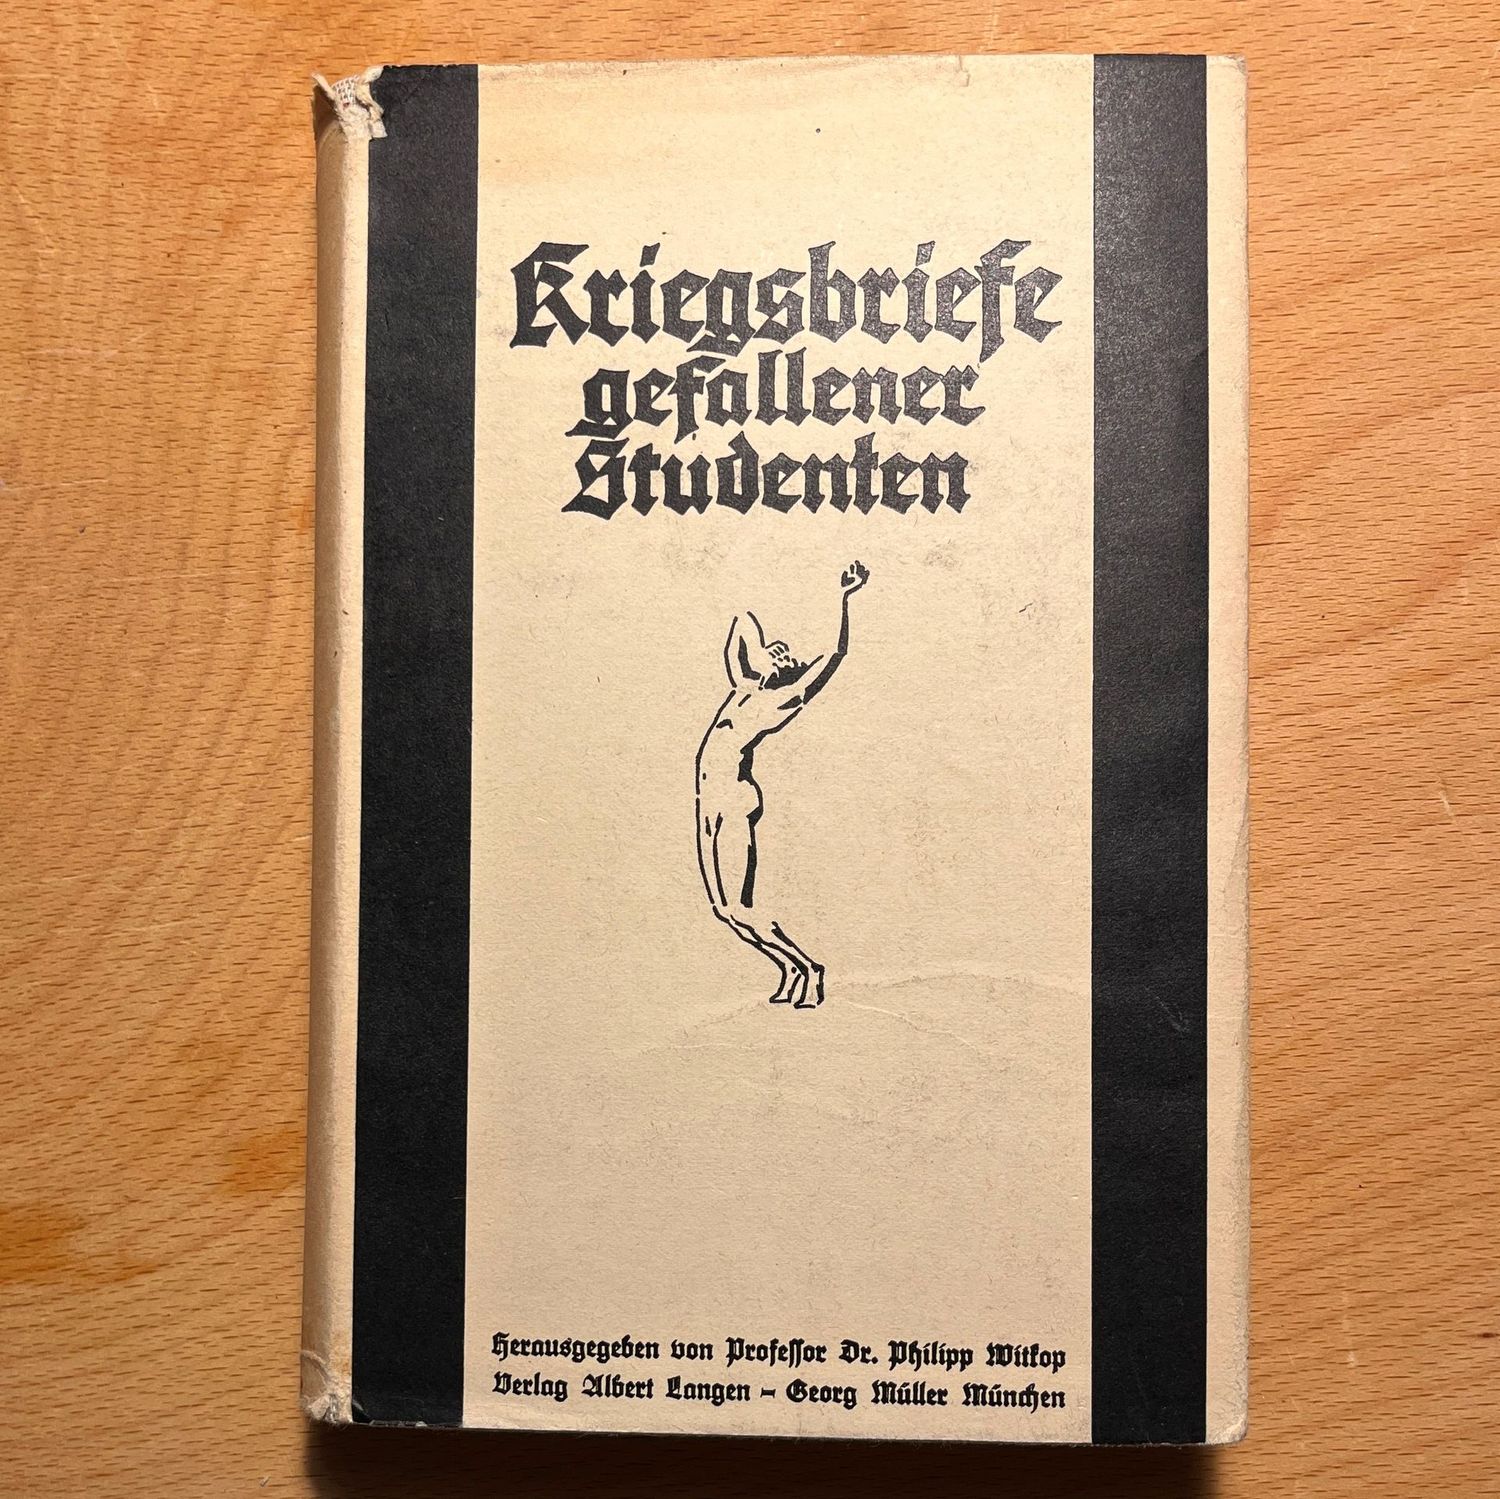 Kriegsbriefe
gefallener
Studenten
Herausgegeben von Professor Dr. Philipp Witkop
Verlag Albert Langen – Georg Müller München